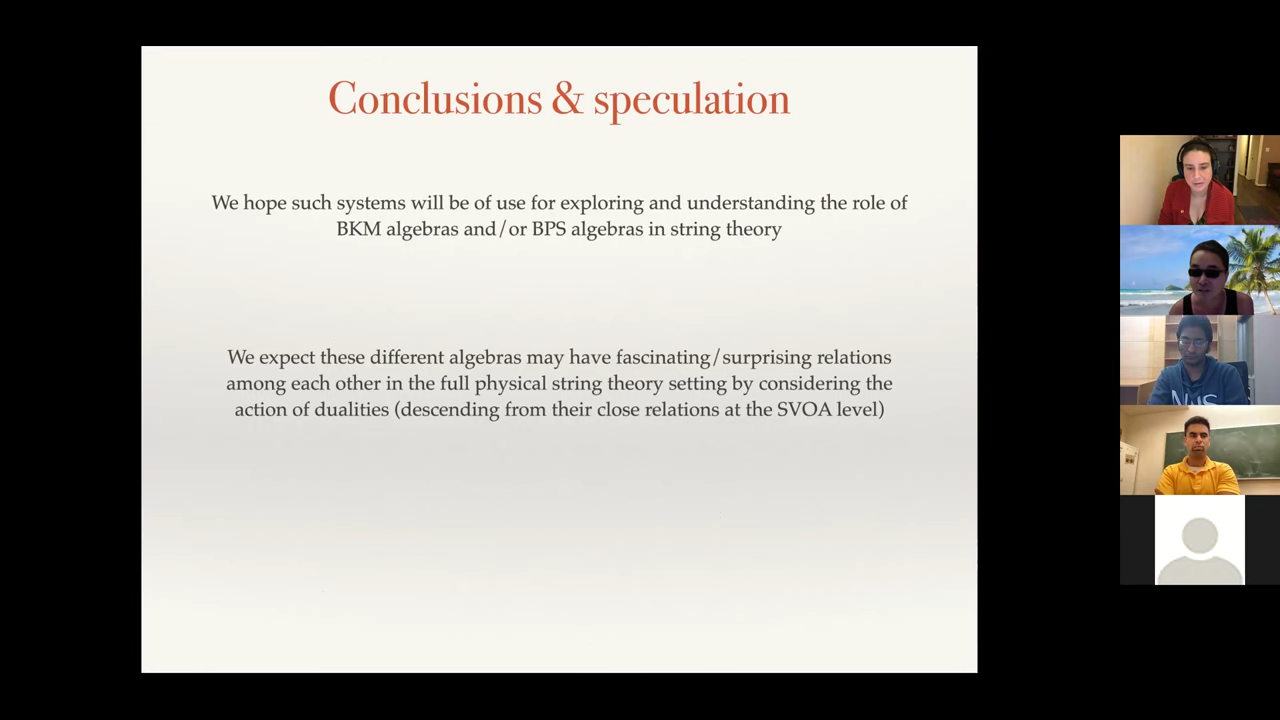 Conclusions & speculation
We hope such systems will be of use for exploring and understanding the role of
BKM algebras and/or BPS algebras in string theory
We expect these different algebras may have fascinating/surprising relations
among each other in the full physical string theory setting by considering the
action of dualities (descending from their close relations at the SVOA level)